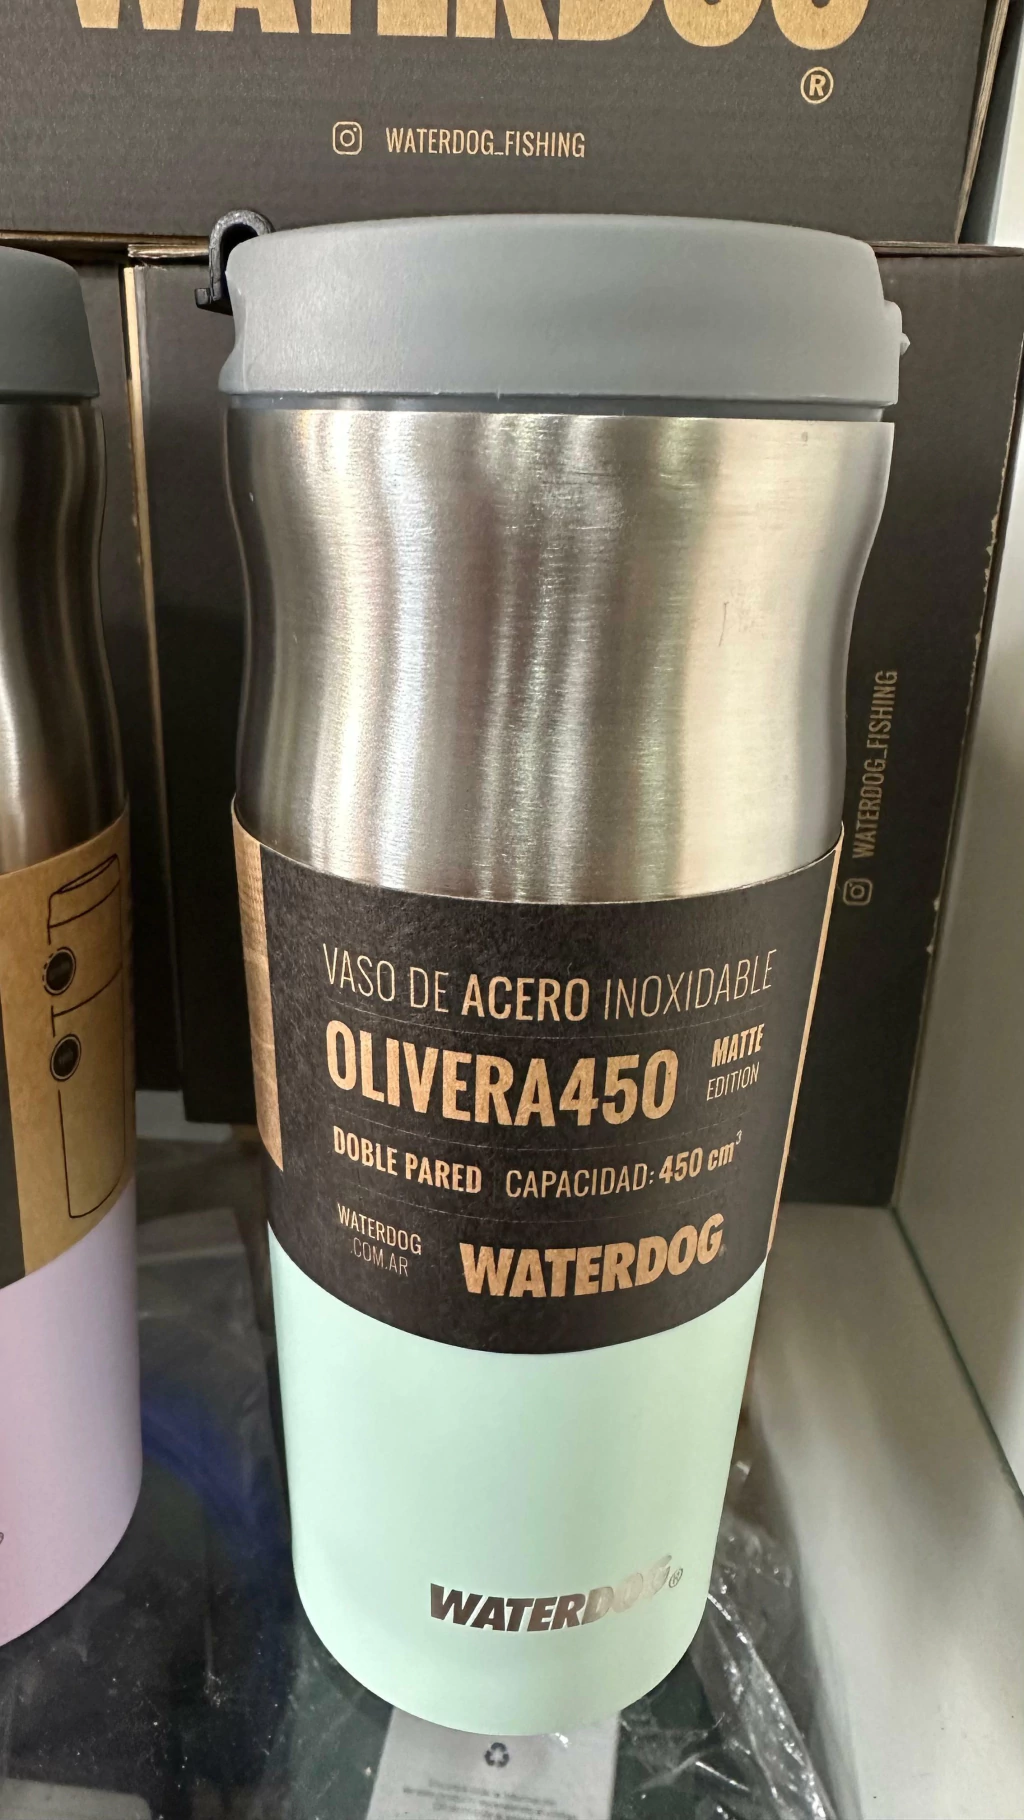 WATERDOG
®
WATERDOG_FISHING
WATERDOG_FISHING
VASO DE ACERO INOXIDABLE
OLIVERA450
MATTE
EDITION
DOBLE PARED CAPACIDAD: 450 cm³
WATERDOG
.COM.AR
WATERDOG
WATERDOG®